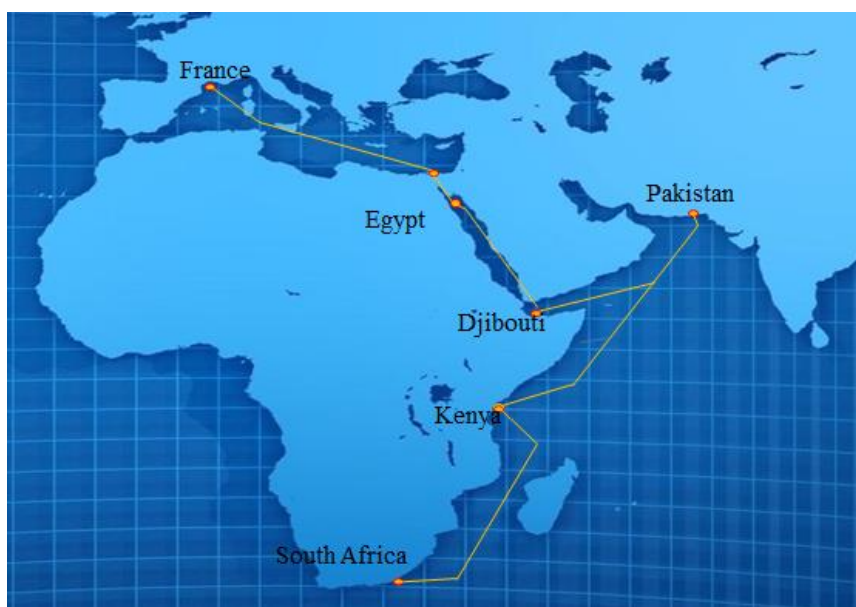 France
Pakistan
Egypt
Djibouti
Kenya
South Africa